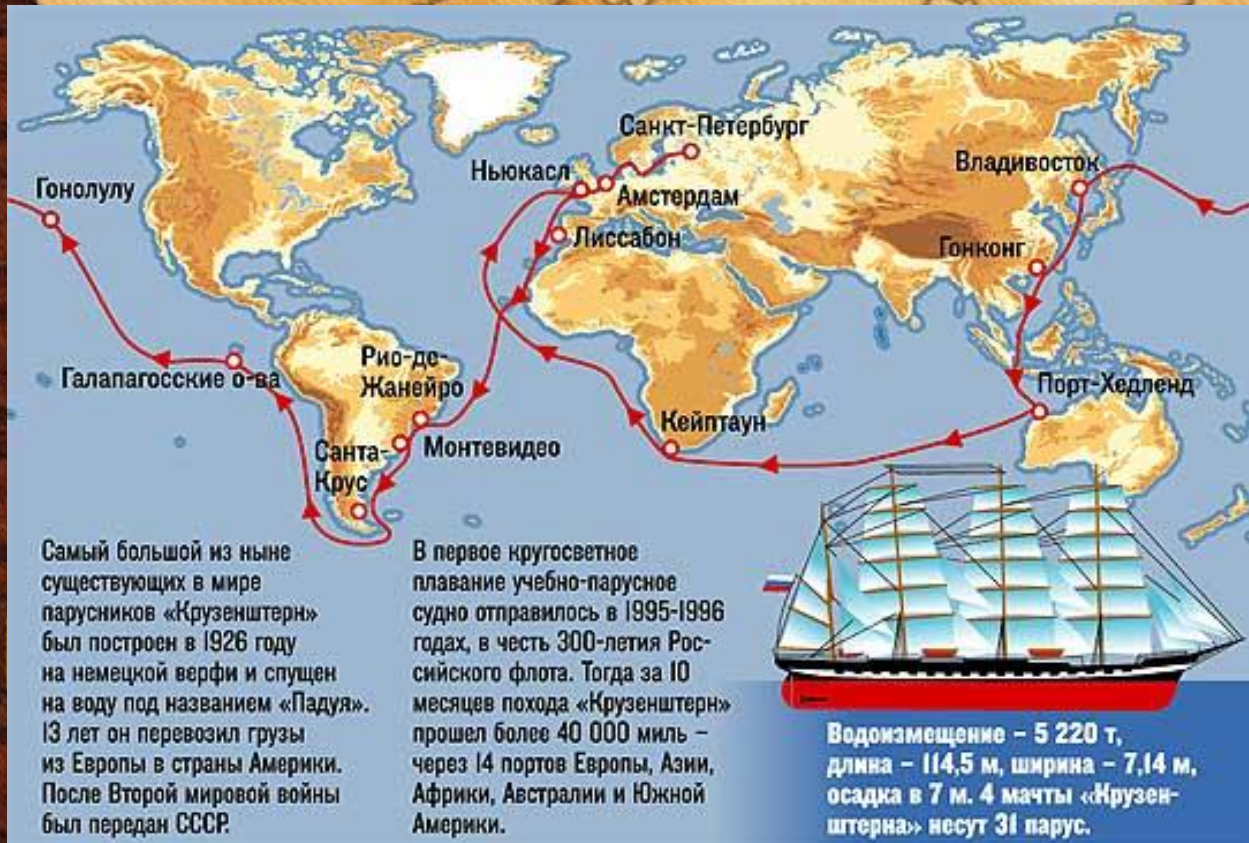 Санкт-Петербург
Владивосток
Ньюкасл
Гонолулу
Амстердам
Лиссабон
Гонконг
Рио-де-
Жанейро
Галапагосские о-ва
Порт-Хедленд
Кейптаун
Монтевидео
Санта-
Крус
Самый большой из ныне
существующих в мире
парусников «Крузенштерн»
был построен в 1926 году
на немецкой верфи и спущен
на воду под названием «Падуя».
13 лет он перевозил грузы
из Европы в страны Америки.
После Второй мировой войны
был передан СССР.
В первое кругосветное
плавание учебно-парусное
судно отправилось в 1995-1996
годах, в честь 300-летия Рос-
сийского флота. Тогда за 10
месяцев похода «Крузенштерн»
прошел более 40 000 миль –
через 14 портов Европы, Азии,
Африки, Австралии и Южной
Америки.
Водоизмещение – 5 220 т,
длина – 114,5 м, ширина – 7,14 м,
осадка в 7 м. 4 мачты «Крузен-
штерна» несут 31 парус.